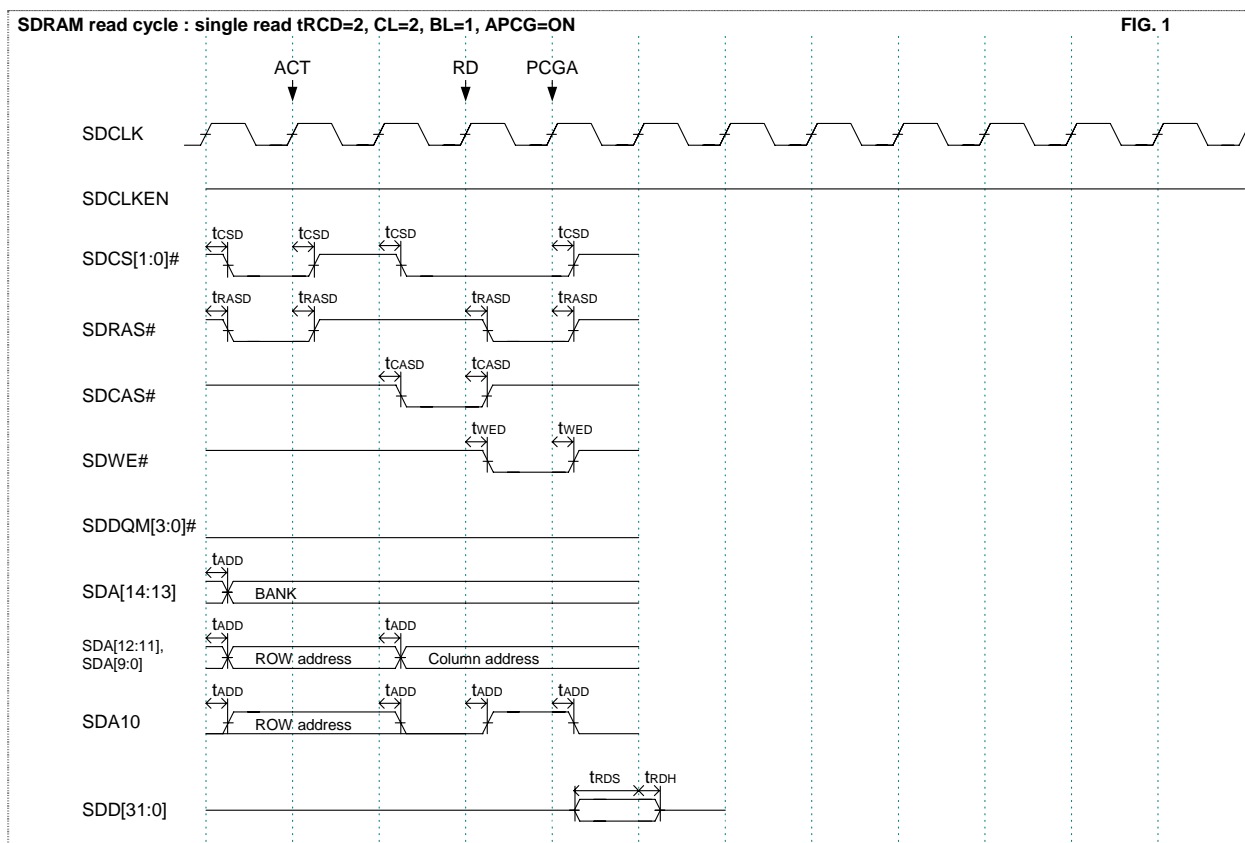 SDRAM read cycle : single read tRCD=2, CL=2, BL=1, APCG=ON FIG. 1
ACT RD PCGA
SDCLK
SDCLKEN
tCSD tCSD tCSD tCSD
SDCS[1:0]#
tRASD tRASD tRASD tRASD
SDRAS#
tCASD tCASD
SDCAS#
tWED tWED
SDWE#
SDDQM[3:0]#
tADD
SDA[14:13] BANK
tADD tADD
SDA[12:11],
SDA[9:0] ROW address Column address
tADD tADD tADD tADD
SDA10 ROW address
tRDS tRDH
SDD[31:0]